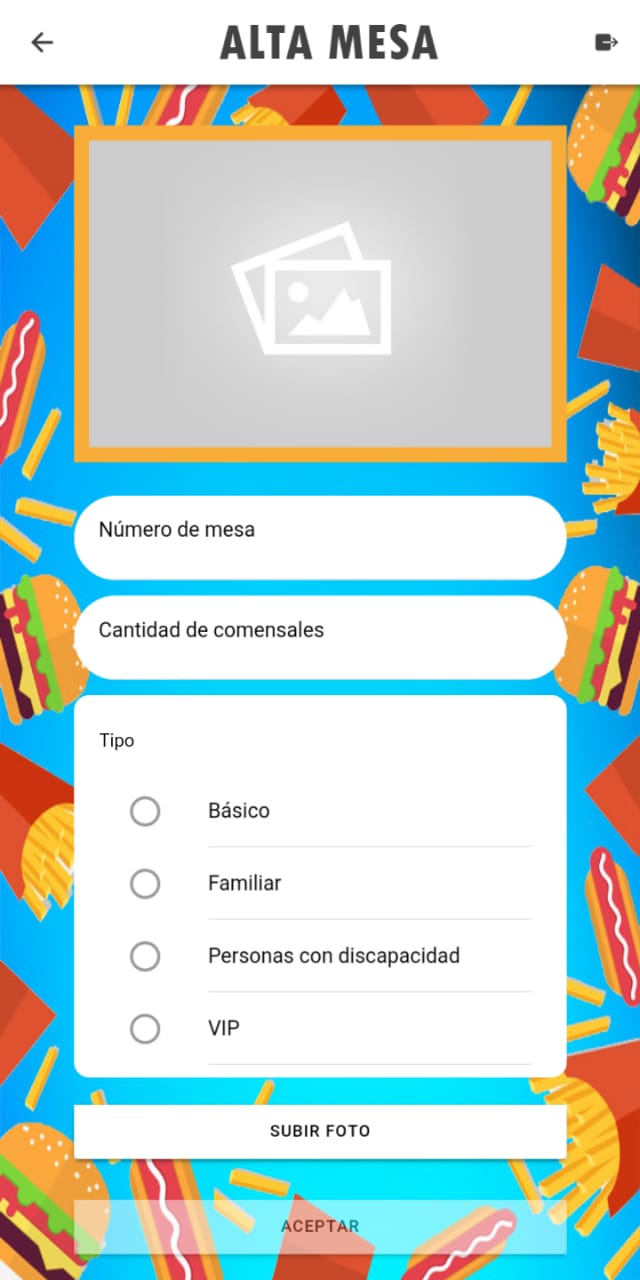 ALTA MESA
Número de mesa
Cantidad de comensales
Tipo
Básico
Familiar
Personas con discapacidad
VIP
SUBIR FOTO
ACEPTAR